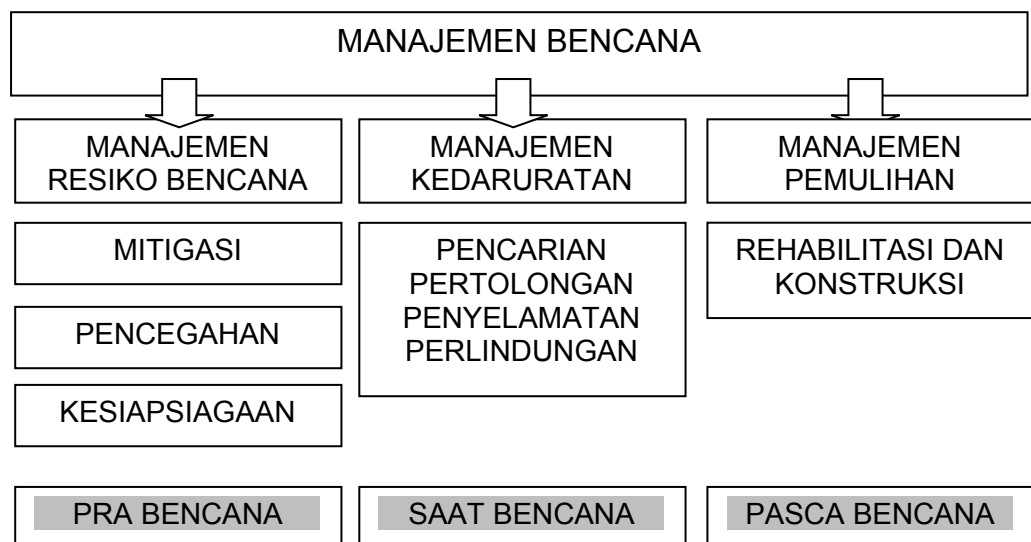 MANAJEMEN BENCANA
MANAJEMEN
RESIKO BENCANA
MANAJEMEN
KEDARURATAN
MANAJEMEN
PEMULIHAN
MITIGASI
PENCEGAHAN
KESIAPSIAGAAN
PENCARIAN
PERTOLONGAN
PENYELAMATAN
PERLINDUNGAN
REHABILITASI DAN
KONSTRUKSI
PRA BENCANA
SAAT BENCANA
PASCA BENCANA